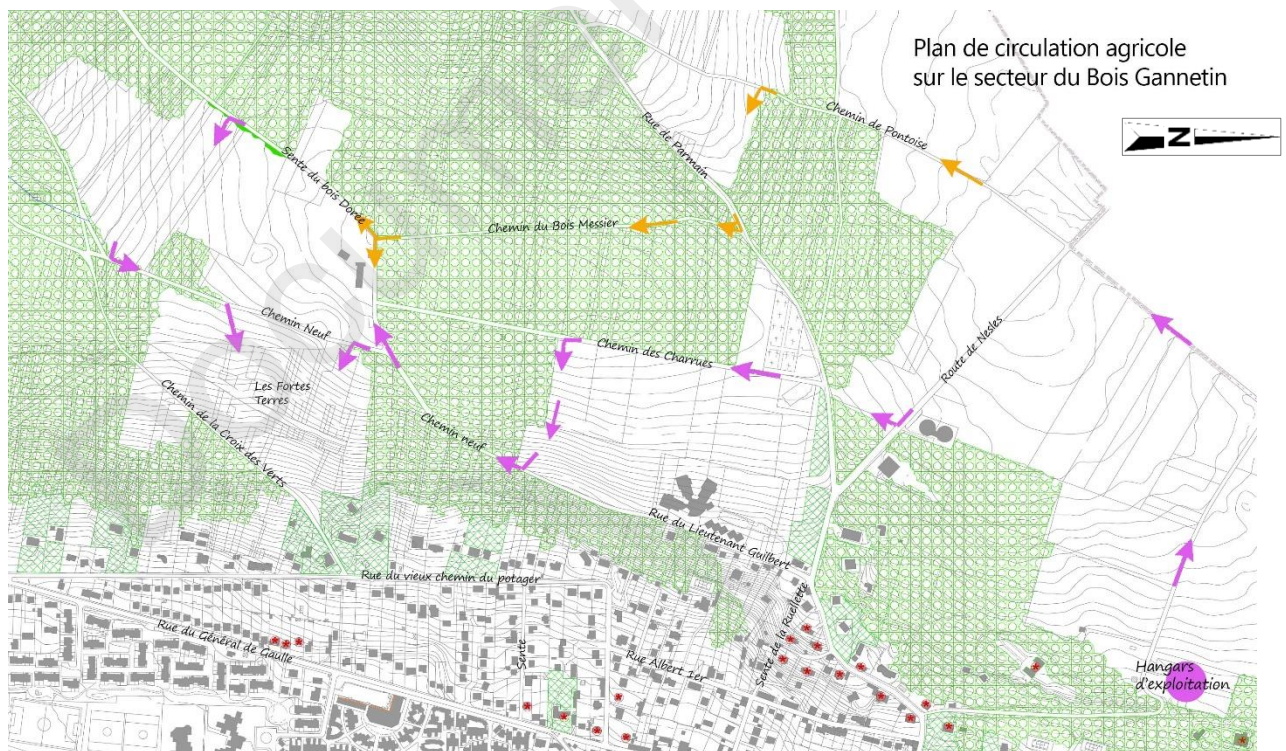 Plan de circulation agricole
sur le secteur du Bois Gannetin
N
Chemin de Pontoise
Rue de Parmain
Sente du bois Dorée
Chemin du Bois Messier
Route de Nesles
Chemin Neuf
Chemin des Charrues
Les Fortes
Terres
Chemin de la Croix des Verts
Chemin neuf
Rue du Lieutenant Guilbert
Rue du vieux chemin du potager
Sente de la Ruellette
Rue du Général de Gaulle
Sente
Rue Albert 1er
Hangars
d'exploitation